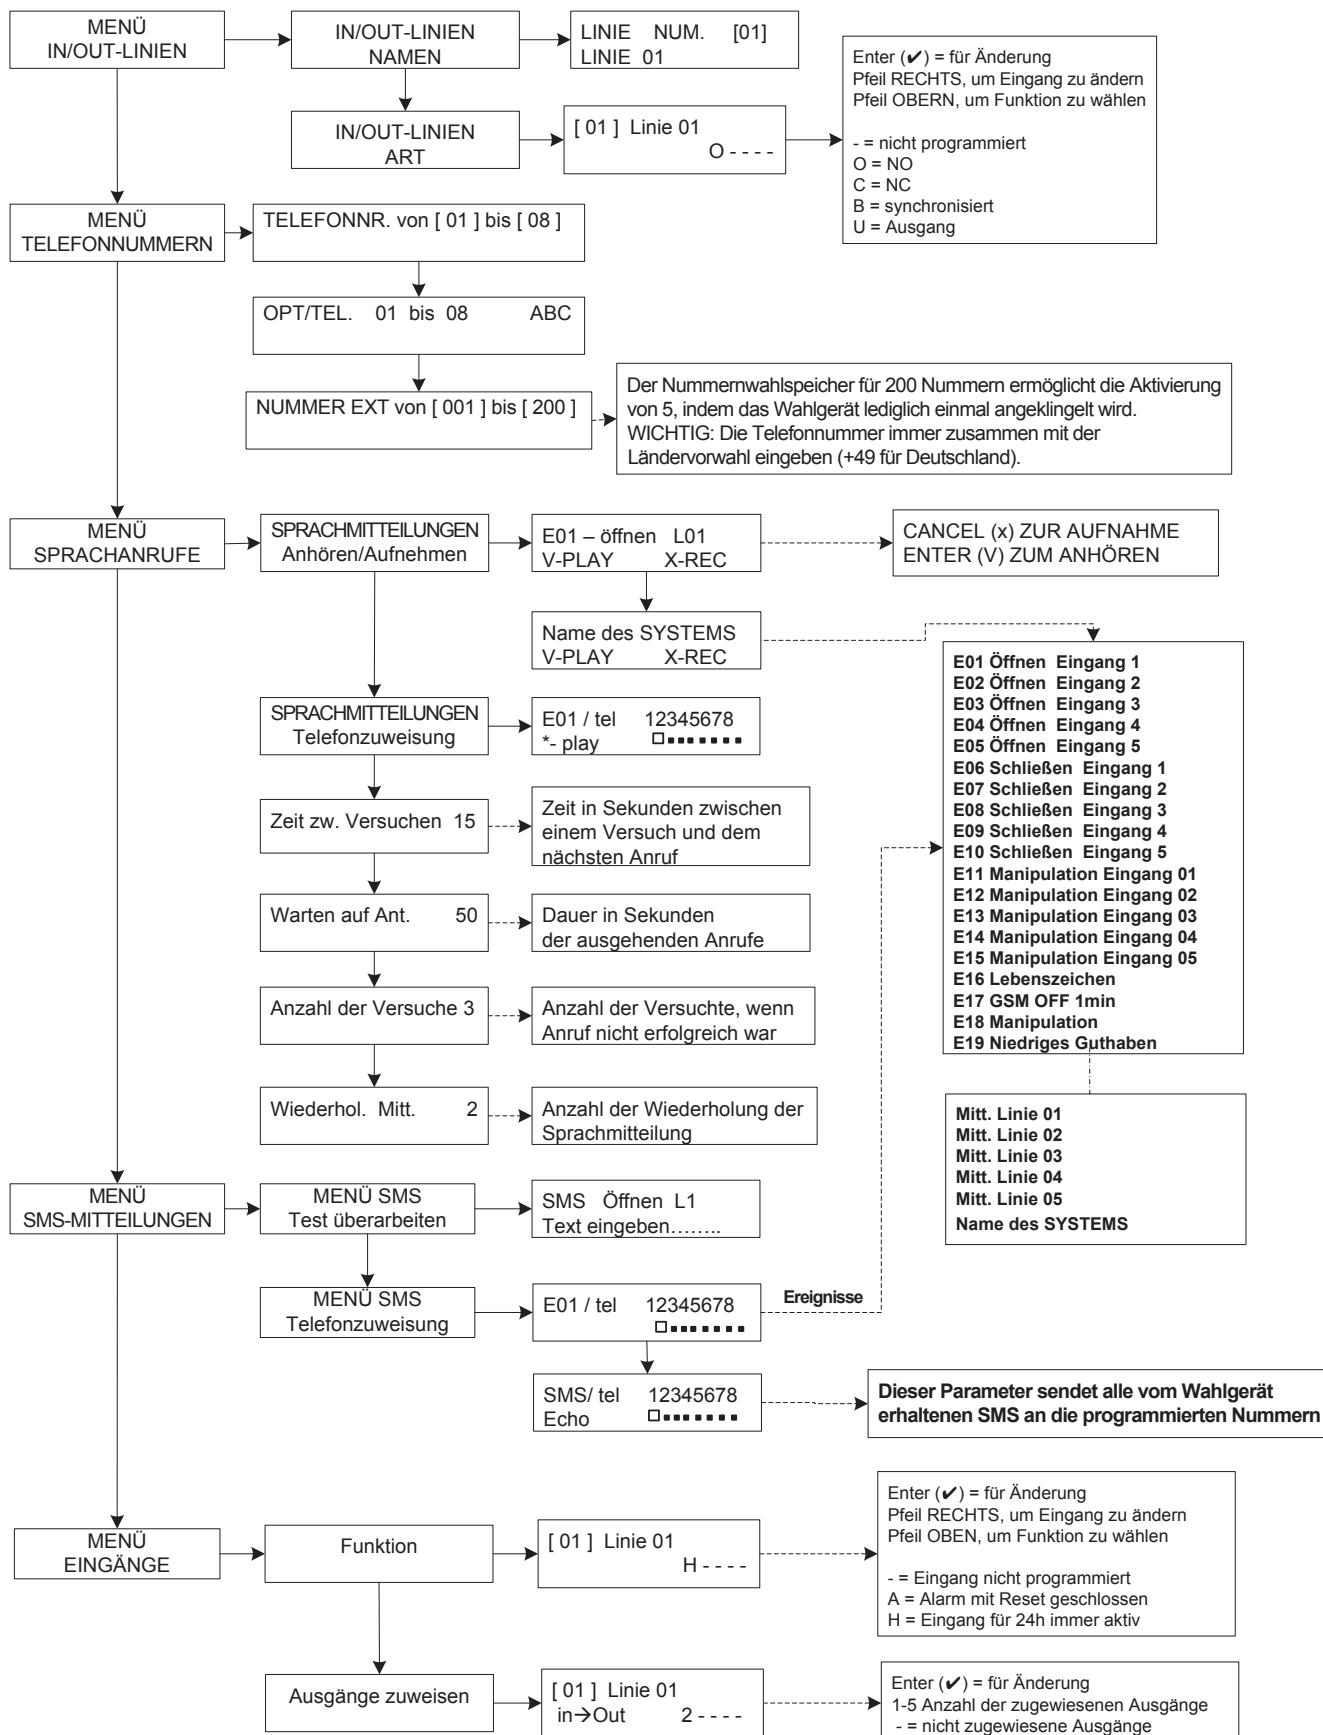 MENÜ
IN/OUT-LINIEN
IN/OUT-LINIEN
NAMEN
LINIE NUM. [01]
LINIE 01
IN/OUT-LINIEN
ART
[ 01 ] Linie 01
O - - - -
Enter (✔) = für Änderung
Pfeil RECHTS, um Eingang zu ändern
Pfeil OBERN, um Funktion zu wählen
- = nicht programmiert
O = NO
C = NC
B = synchronisiert
U = Ausgang
MENÜ
TELEFONNUMMERN
TELEFONNR. von [ 01 ] bis [ 08 ]
OPT/TEL. 01 bis 08 ABC
NUMMER EXT von [ 001 ] bis [ 200 ]
Der Nummernwahlspeicher für 200 Nummern ermöglicht die Aktivierung
von 5, indem das Wahlgerät lediglich einmal angeklingelt wird.
WICHTIG: Die Telefonnummer immer zusammen mit der
Ländervorwahl eingeben (+49 für Deutschland).
MENÜ
SPRACHANRUFE
SPRACHMITTEILUNGEN
Anhören/Aufnehmen
E01 – öffnen L01
V-PLAY X-REC
CANCEL (x) ZUR AUFNAHME
ENTER (V) ZUM ANHÖREN
Name des SYSTEMS
V-PLAY X-REC
SPRACHMITTEILUNGEN
Telefonzuweisung
E01 / tel 12345678
*- play □▪▪▪▪▪▪▪
Zeit zw. Versuchen 15
Zeit in Sekunden zwischen
einem Versuch und dem
nächsten Anruf
Warten auf Ant. 50
Dauer in Sekunden
der ausgehenden Anrufe
Anzahl der Versuche 3
Anzahl der Versuchte, wenn
Anruf nicht erfolgreich war
Wiederhol. Mitt. 2
Anzahl der Wiederholung der
Sprachmitteilung
E01 Öffnen Eingang 1
E02 Öffnen Eingang 2
E03 Öffnen Eingang 3
E04 Öffnen Eingang 4
E05 Öffnen Eingang 5
E06 Schließen Eingang 1
E07 Schließen Eingang 2
E08 Schließen Eingang 3
E09 Schließen Eingang 4
E10 Schließen Eingang 5
E11 Manipulation Eingang 01
E12 Manipulation Eingang 02
E13 Manipulation Eingang 03
E14 Manipulation Eingang 04
E15 Manipulation Eingang 05
E16 Lebenszeichen
E17 GSM OFF 1min
E18 Manipulation
E19 Niedriges Guthaben
Mitt. Linie 01
Mitt. Linie 02
Mitt. Linie 03
Mitt. Linie 04
Mitt. Linie 05
Name des SYSTEMS
MENÜ
SMS-MITTEILUNGEN
MENÜ SMS
Test überarbeiten
SMS Öffnen L1
Text eingeben……..
MENÜ SMS
Telefonzuweisung
E01 / tel 12345678
□▪▪▪▪▪▪▪
Ereignisse
SMS/ tel 12345678
Echo □▪▪▪▪▪▪▪
Dieser Parameter sendet alle vom Wahlgerät
erhaltenen SMS an die programmierten Nummern
MENÜ
EINGÄNGE
Funktion
[ 01 ] Linie 01
H - - - -
Enter (✔) = für Änderung
Pfeil RECHTS, um Eingang zu ändern
Pfeil OBEN, um Funktion zu wählen
- = Eingang nicht programmiert
A = Alarm mit Reset geschlossen
H = Eingang für 24h immer aktiv
Ausgänge zuweisen
[ 01 ] Linie 01
in→Out 2 - - - -
Enter (✔) = für Änderung
1-5 Anzahl der zugewiesenen Ausgänge
- = nicht zugewiesene Ausgänge